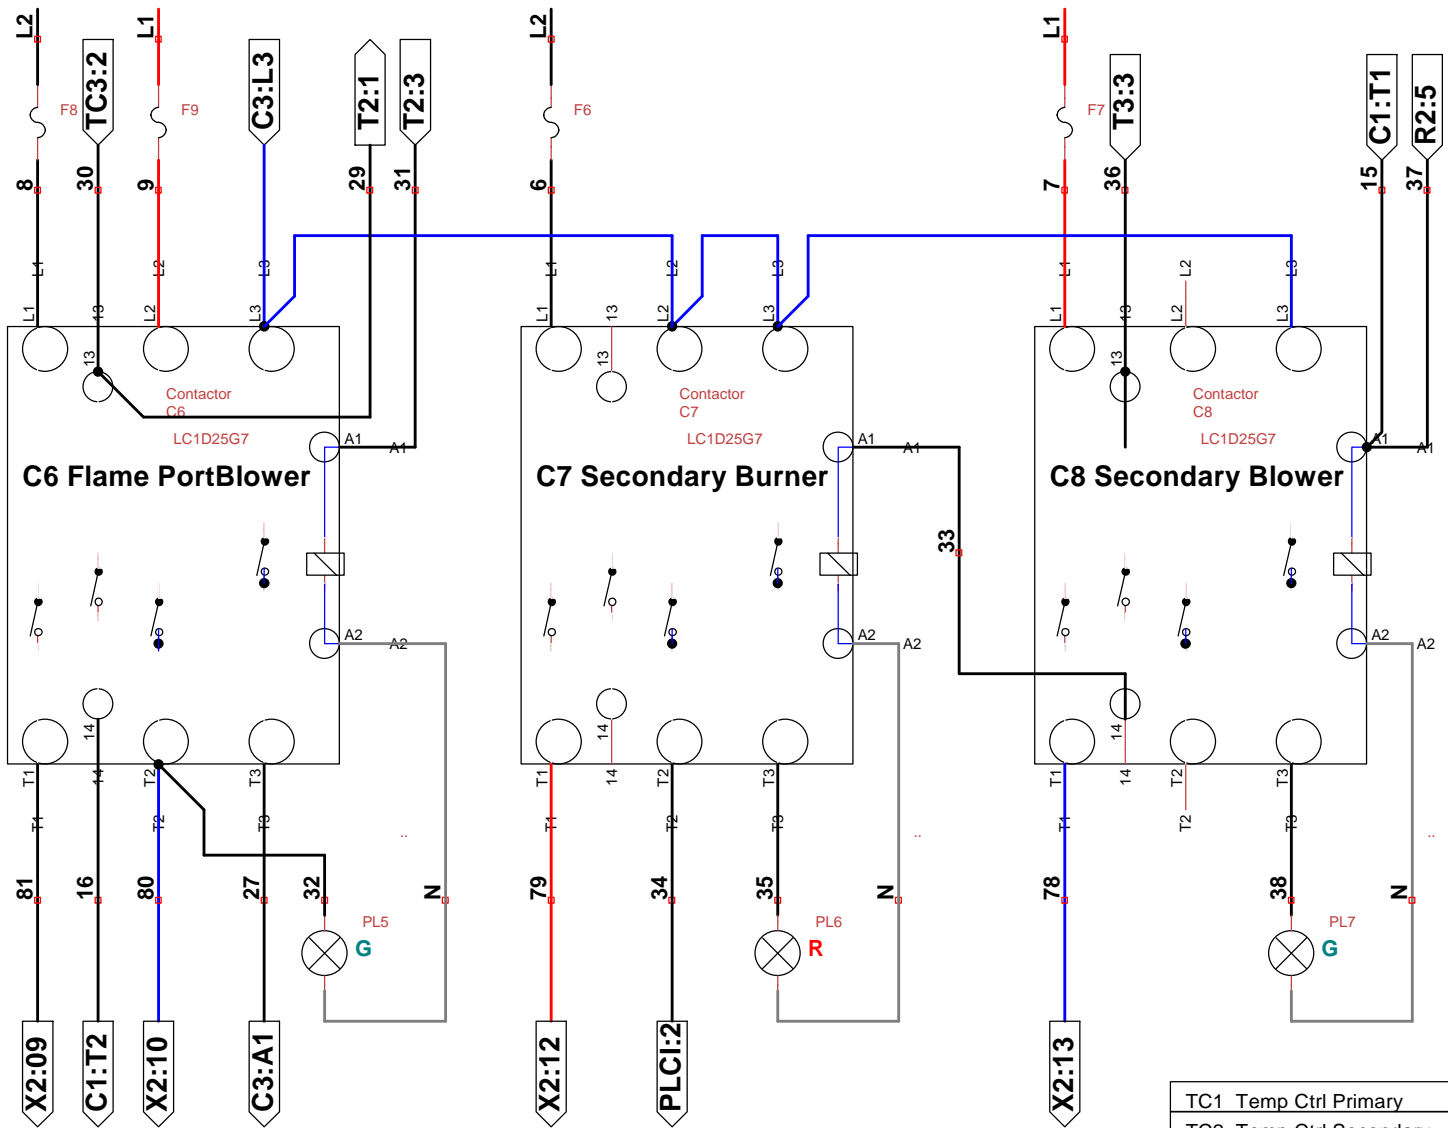 L2
L1
L2
L1
F8
TC3:2
F9
C3:L3
T2:1
T2:3
F6
F7
T3:3
C1:T1
R2:5
8
30
9
29
31
6
7
36
15
37
L1
13
L2
L3
L1
L2
L3
L1
13
L2
L3
L1
L2
L3
L1
13
L2
L3
L1
L2
L3
13
13
13
Contactor
C6
LC1D25G7
Contactor
C7
LC1D25G7
Contactor
C8
LC1D25G7
A1
A1
A1
A1
A1
A1
C6 Flame PortBlower
C7 Secondary Burner
C8 Secondary Blower
33
A2
A2
A2
A2
A2
A2
14
14
14
T1
14
T2
T3
T1
14
T2
T3
T1
14
T2
T3
T1
T2
T3
T1
T2
T3
T1
T2
T3
..
..
..
81
16
80
27
32
N
79
34
35
N
78
38
N
PL5
G
PL6
R
PL7
G
X2:09
C1:T2
X2:10
C3:A1
X2:12
PLCI:2
X2:13
TC1 Temp Ctrl Primary
TC2 Temp Ctrl Secondary